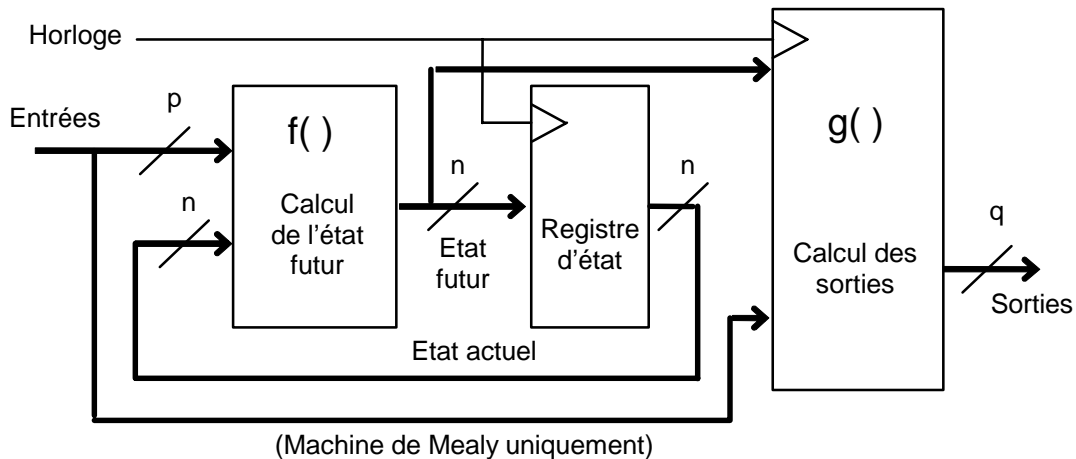 Horloge
Entrées
p
n
f( )
Calcul
de l'état
futur
n
Etat
futur
Registre
d'état
n
g( )
Calcul des
sorties
q
Sorties
Etat actuel
(Machine de Mealy uniquement)